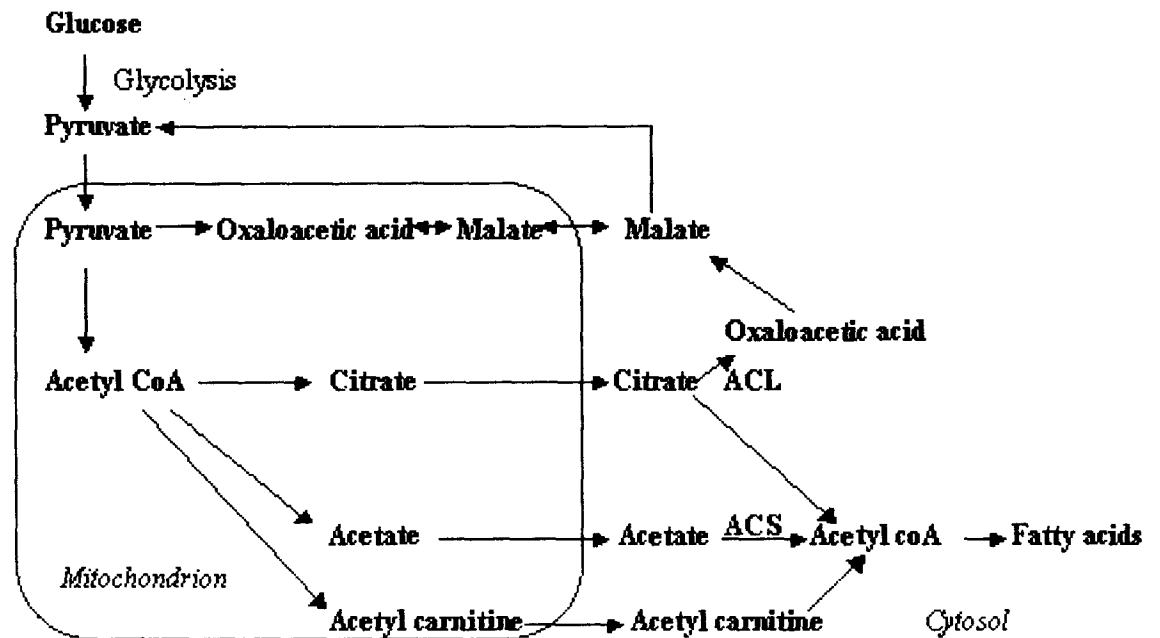 Glucose
Glycolysis
Pyruvate
Pyruvate Oxaloacetic acid Malate Malate
Oxaloacetic acid
Acetyl CoA Citrate Citrate ACL
Acetate Acetate ACS Acetyl coA Fatty acids
Mitochondrion
Acetyl carnitine Acetyl carnitine Cytosol